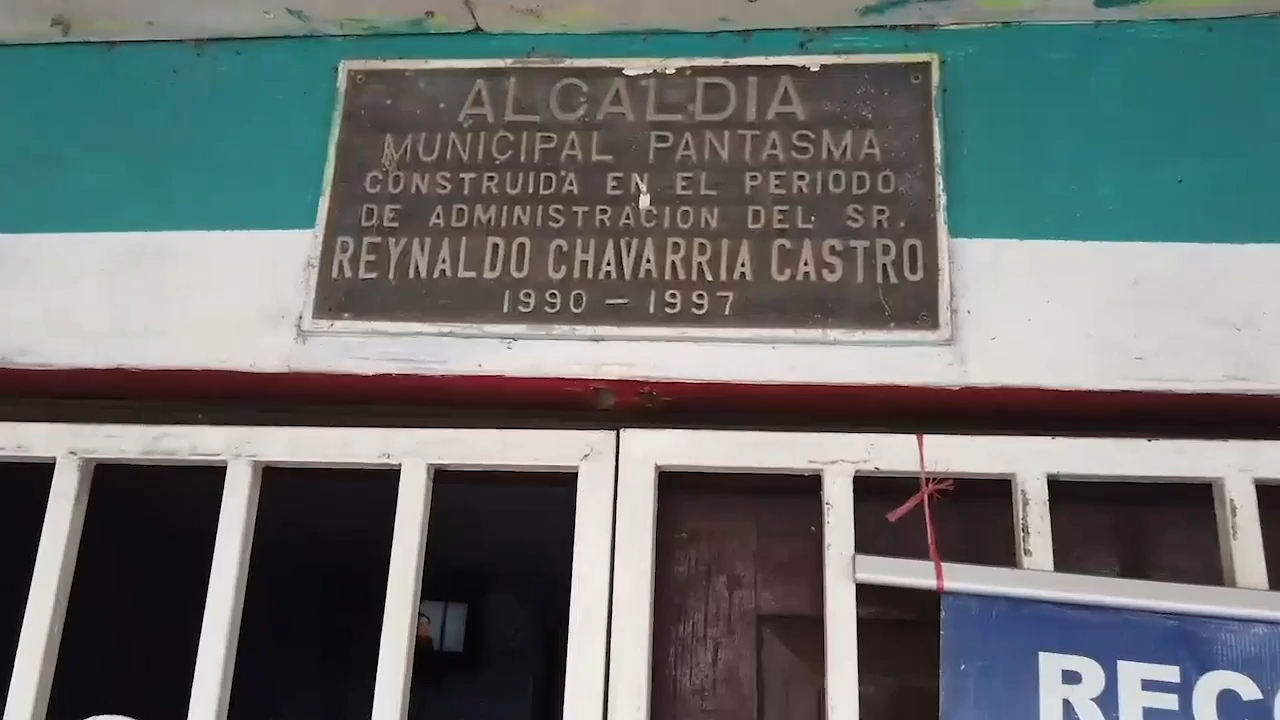 ALCALDIA
MUNICIPAL PANTASMA
CONSTRUIDA EN EL PERIODO
DE ADMINISTRACION DEL SR.
REYNALDO CHAVARRIA CASTRO
1990 - 1997